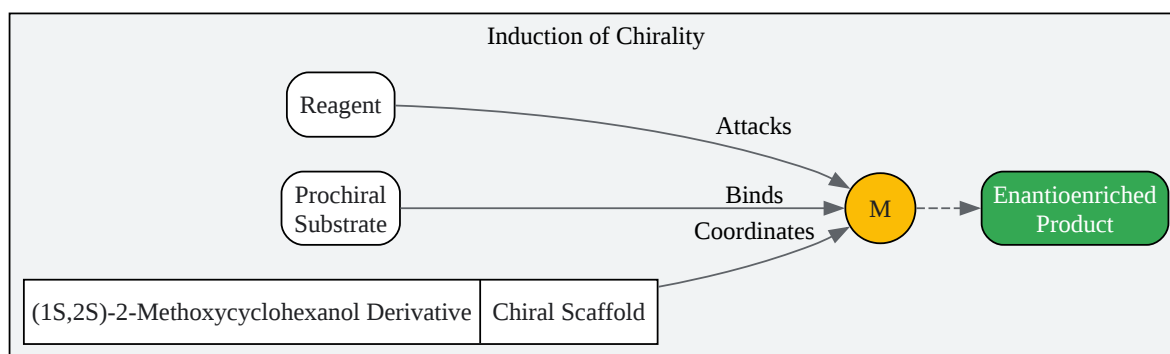 Induction of Chirality
Reagent
Attacks
Prochiral
Substrate
Binds
M
Enantioenriched
Product
Coordinates
(1S,2S)-2-Methoxycyclohexanol Derivative
Chiral Scaffold